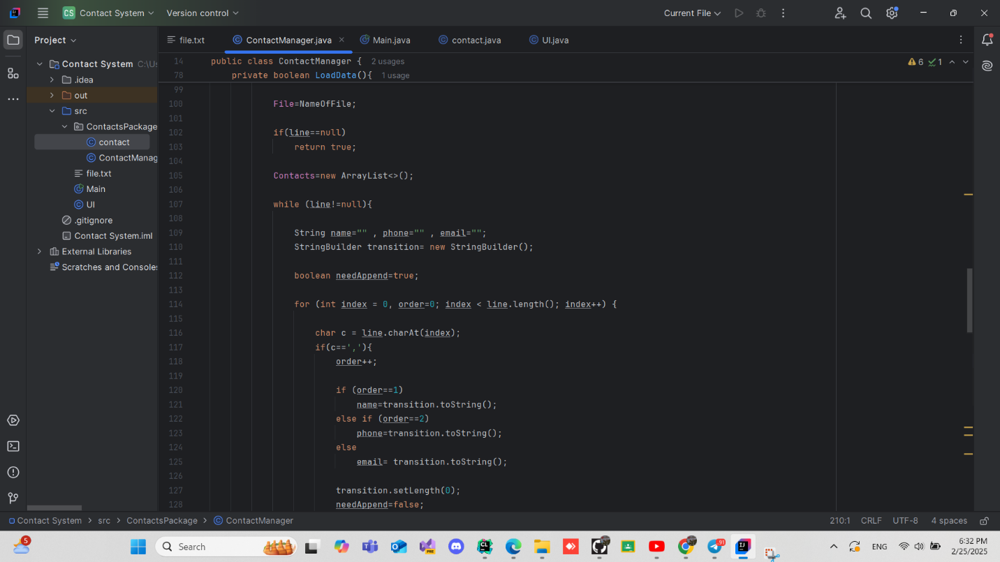 CS Contact System Version control Current File
Project
file.txt ContactManager.java Main.java contact.java UI.java
Contact System C:\Us
.idea
out
src
ContactsPackage
contact
ContactManag
file.txt
Main
UI
.gitignore
Contact System.iml
External Libraries
Scratches and Consoles
14 public class ContactManager { 2 usages
6 1
78 private boolean LoadData(){ 1 usage
99
100 File=NameOfFile;
101
102 if(line==null)
103 return true;
104
105 Contacts=new ArrayList<>();
106
107 while (line!=null){
108
109 String name="" , phone="" , email="";
110 StringBuilder transition= new StringBuilder();
111
112 boolean needAppend=true;
113
114 for (int index = 0, order=0; index < line.length(); index++) {
115
116 char c = line.charAt(index);
117 if(c==','){
118 order++;
119
120 if (order==1)
121 name=transition.toString();
122 else if (order==2)
123 phone=transition.toString();
124 else
125 email= transition.toString();
126
127 transition.setLength(0);
128 needAppend=false;
Contact System > src > ContactsPackage > ContactManager
210:1 CRLF UTF-8 4 spaces
5
Search
PRE
CL
91
ENG
6:32 PM
2/25/2025